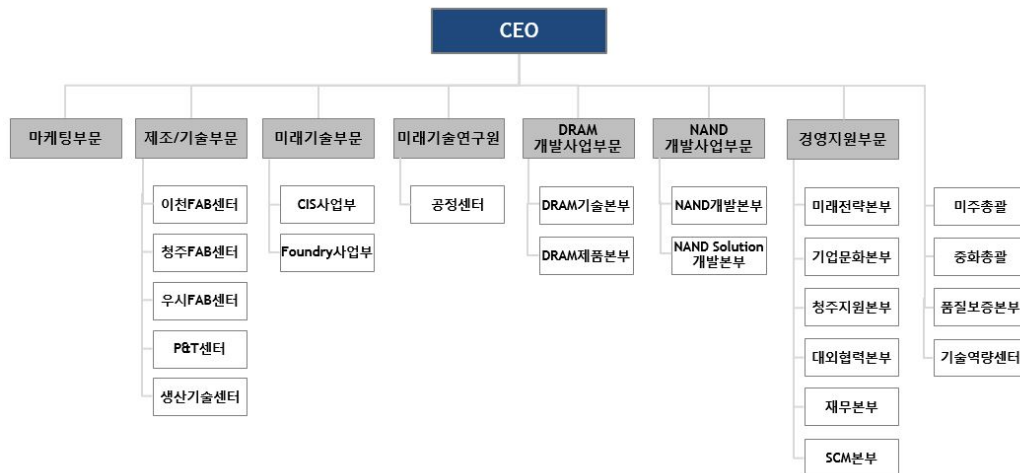 CEO
마케팅부문
제조/기술부문
미래기술부문
미래기술연구원
DRAM
개발사업부문
NAND
개발사업부문
경영지원부문
이천FAB센터
청주FAB센터
우시FAB센터
P&T센터
생산기술센터
CIS사업부
Foundry사업부
공정센터
DRAM기술본부
DRAM제품본부
NAND개발본부
NAND Solution
개발본부
미래전략본부
기업문화본부
청주지원본부
대외협력본부
재무본부
SCM본부
미주총괄
중화총괄
품질보증본부
기술역량센터